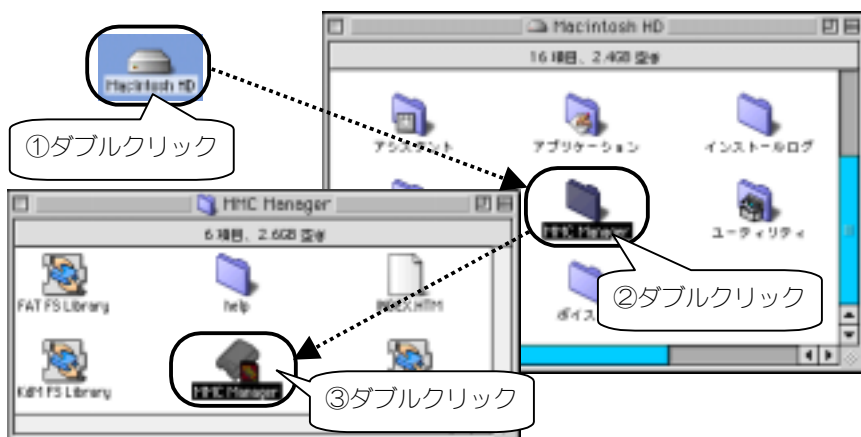 Macintosh HD
①ダブルクリック
Macintosh HD
16 項目、2.4GB 空き
アシスタント
アプリケーション
インストールログ
MMC Manager
ユーティリティ
②ダブルクリック
MMC Manager
6 項目、2.6GB 空き
FAT FS Library
help
INDEX.HTM
KdM FS Library
MMC Manager
③ダブルクリック